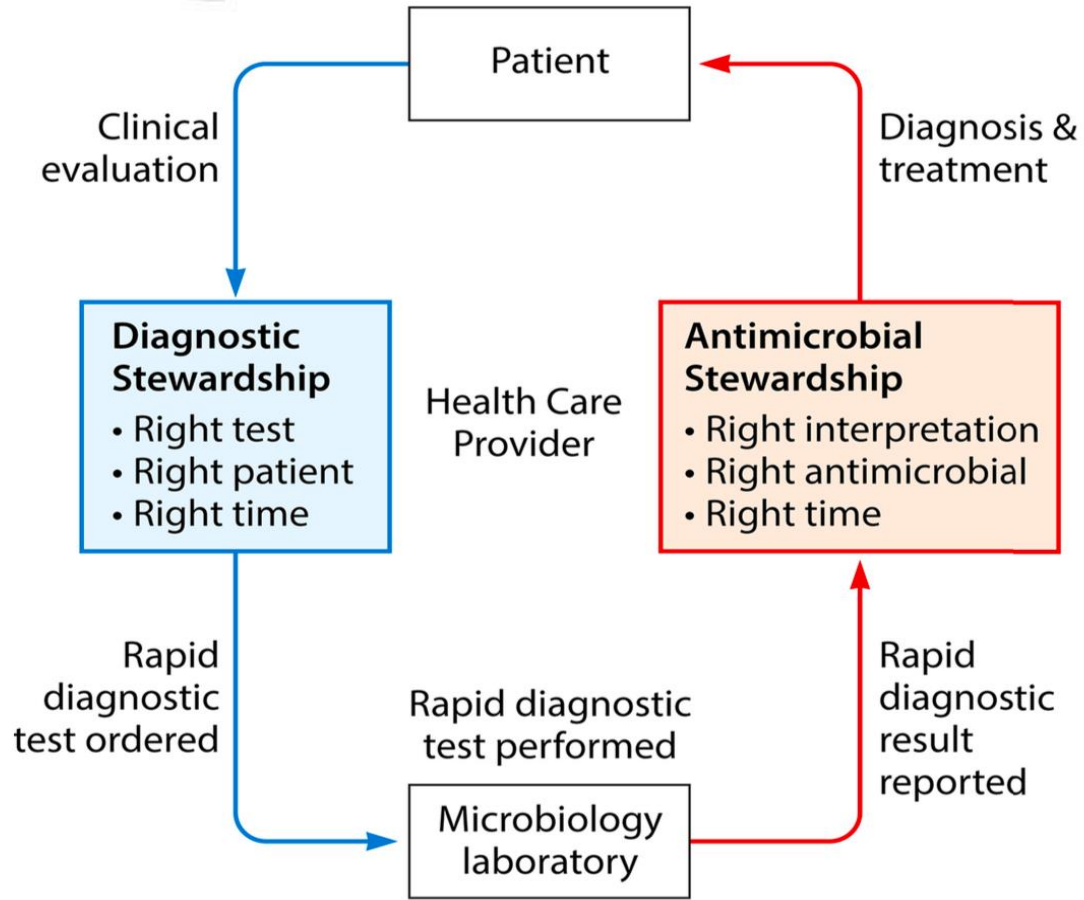 Patient
Clinical
evaluation
Diagnosis &
treatment
Diagnostic
Stewardship
• Right test
• Right patient
• Right time
Health Care
Provider
Antimicrobial
Stewardship
• Right interpretation
• Right antimicrobial
• Right time
Rapid
diagnostic
test ordered
Rapid diagnostic
test performed
Microbiology
laboratory
Rapid
diagnostic
result
reported